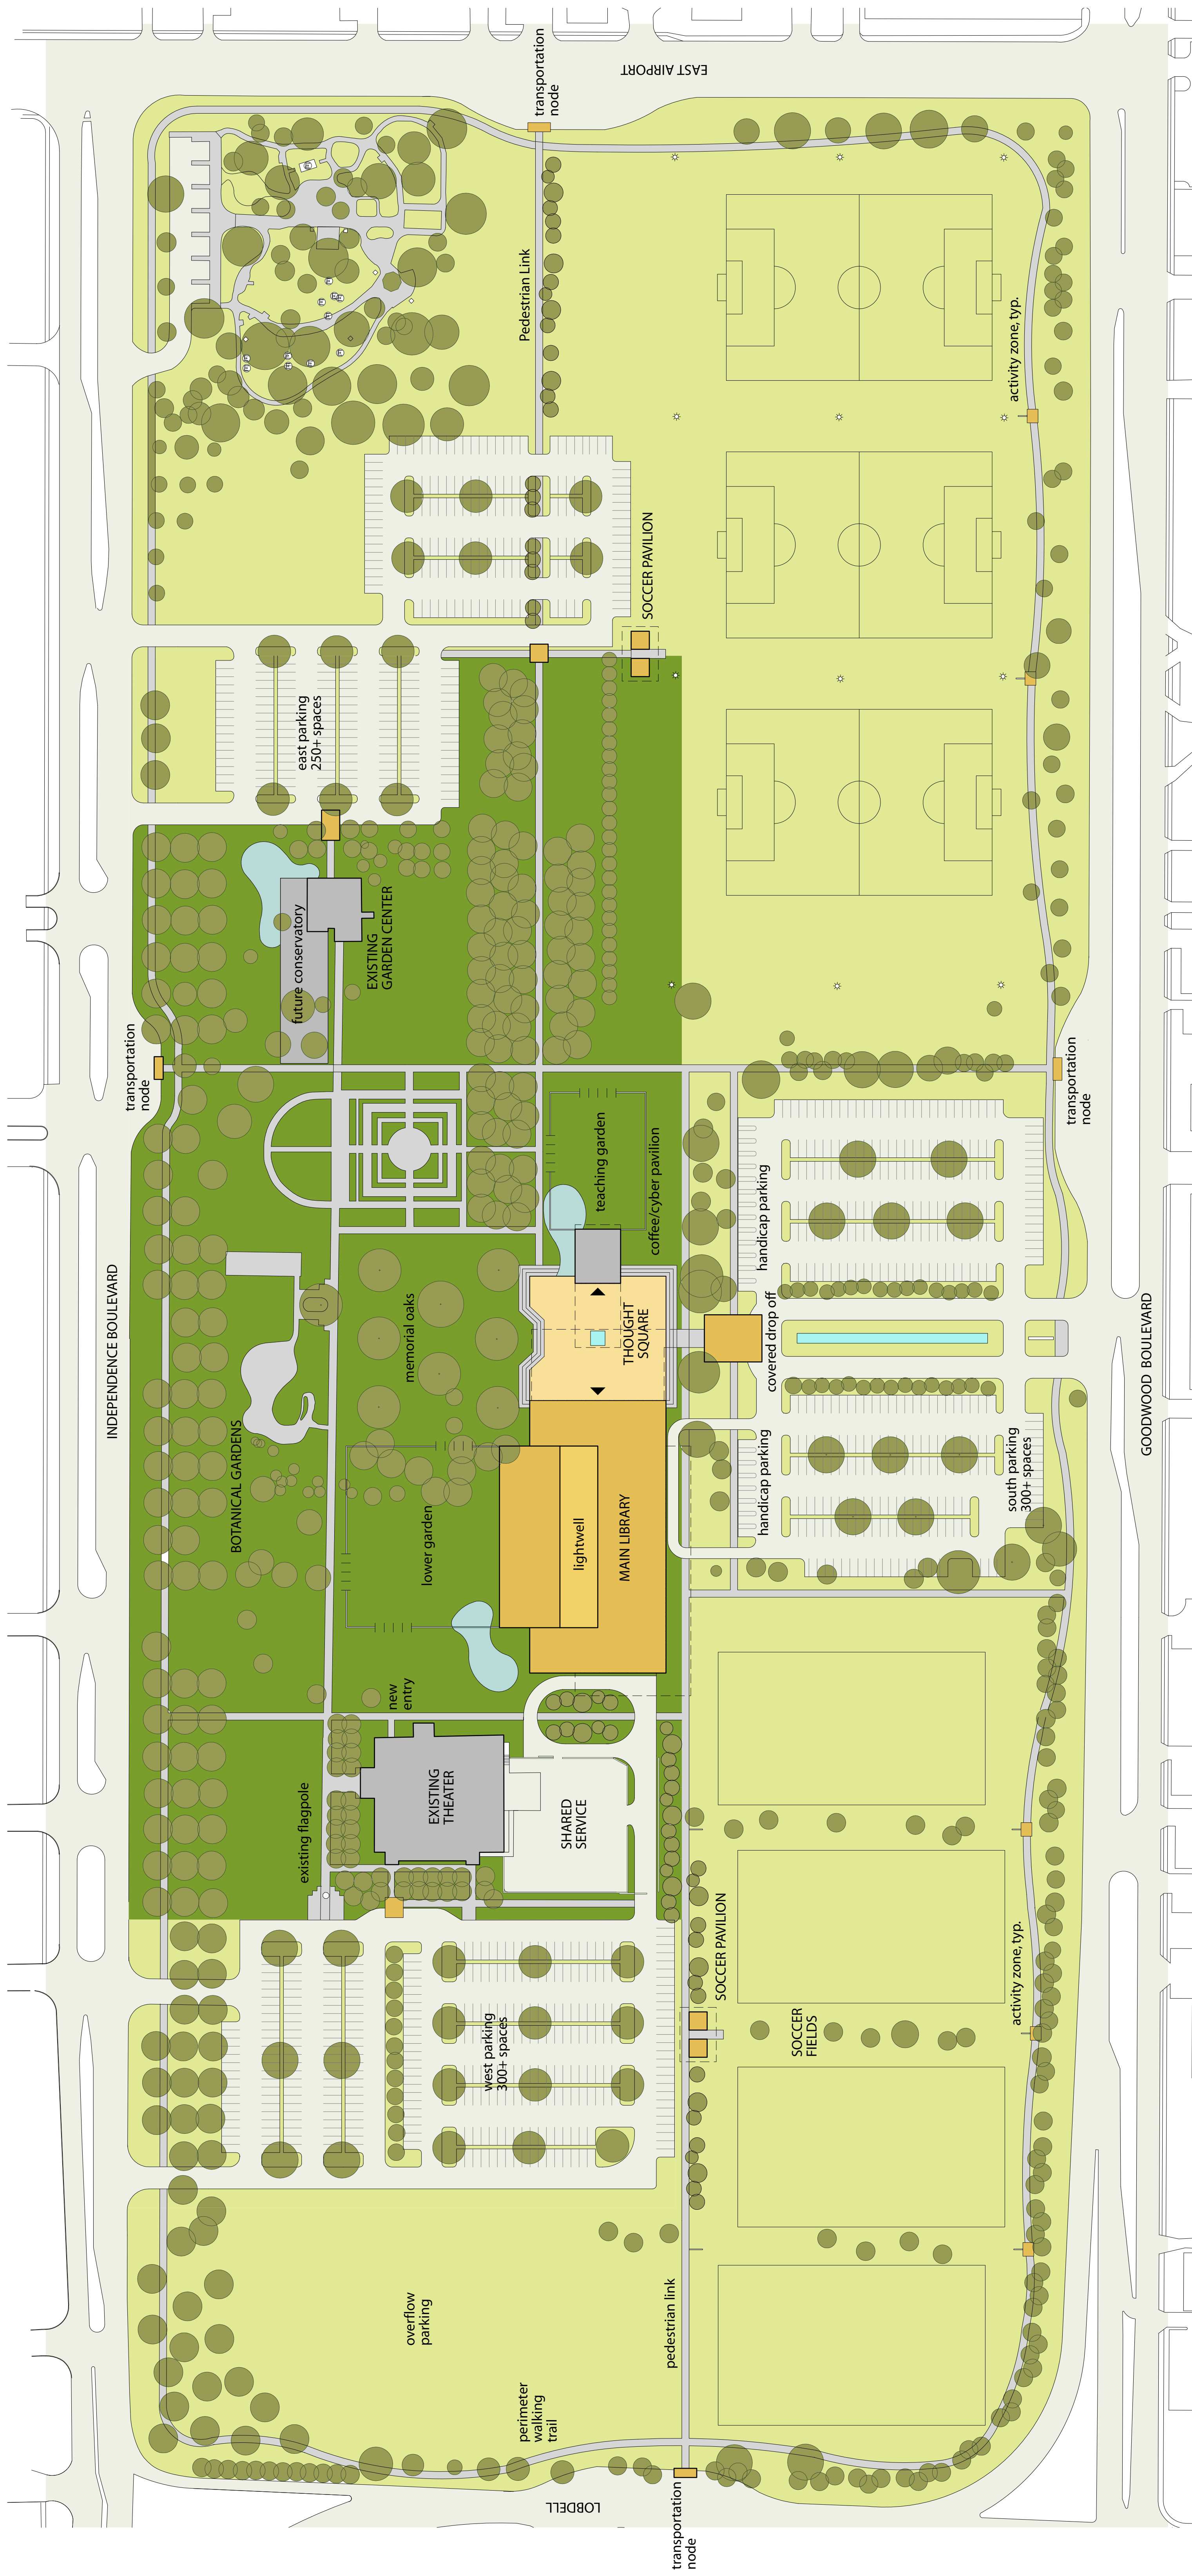 EAST AIRPORT
transportation
node
Pedestrian Link
activity zone, typ.
SOCCER PAVILION
east parking
250+ spaces
future conservatory
EXISTING
GARDEN CENTER
transportation
node
transportation
node
teaching garden
coffee/cyber pavilion
handicap parking
INDEPENDENCE BOULEVARD
memorial oaks
THOUGHT
SQUARE
covered drop off
GOODWOOD BOULEVARD
BOTANICAL GARDENS
lower garden
lightwell
MAIN LIBRARY
handicap parking
south parking
300+ spaces
new
entry
existing flagpole
EXISTING
THEATER
SHARED
SERVICE
SOCCER PAVILION
activity zone, typ.
west parking
300+ spaces
SOCCER
FIELDS
overflow
parking
pedestrian link
perimeter
walking
trail
LOBDELL
transportation
node